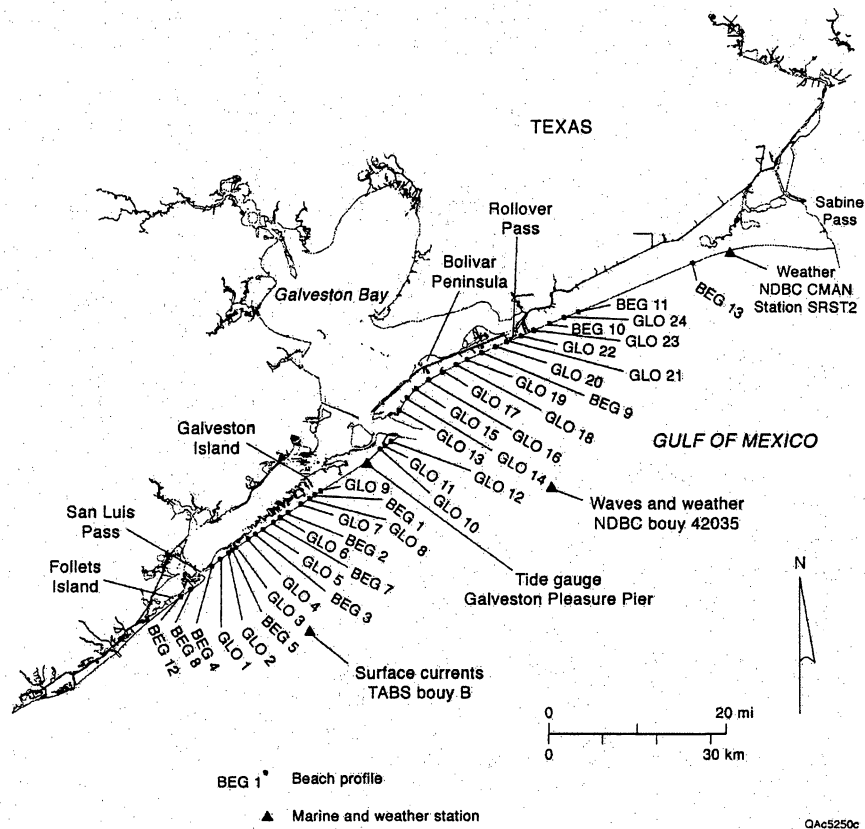 TEXAS
Sabine
Pass
Rollover
Pass
Weather
NDBC CMAN
Station SRST2
Bolivar
Peninsula
Galveston Bay
BEG 13
BEG 11
GLO 24
BEG 10
GLO 23
GLO 22
GLO 21
GLO 20
BEG 9
GLO 19
GLO 18
GLO 17
GLO 16
GLO 15
GLO 14
GLO 13
GULF OF MEXICO
Galveston
Island
GLO 12
GLO 11
GLO 10
Waves and weather
NDBC bouy 42035
San Luis
Pass
GLO 9
BEG 1
GLO 8
GLO 7
BEG 2
GLO 6
BEG 7
GLO 5
BEG 3
GLO 4
GLO 3
BEG 5
GLO 2
GLO 1
BEG 4
BEG 8
BEG 12
Follets
Island
Tide gauge
Galveston Pleasure Pier
Surface currents
TABS bouy B
N
0 20 mi
0 30 km
BEG 1 Beach profile
Marine and weather station
QAc5250c